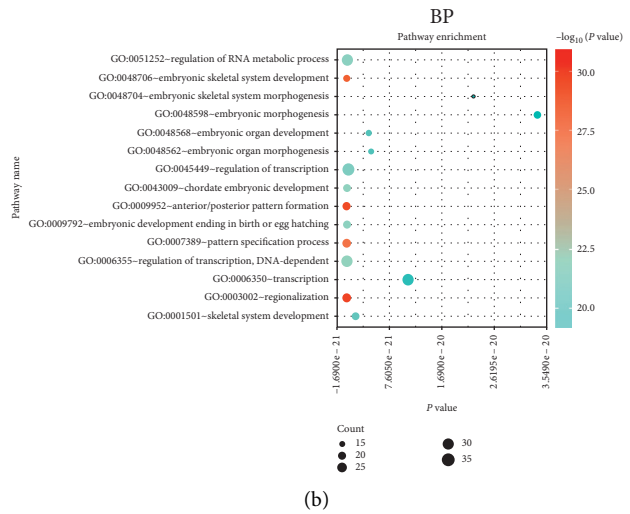 BP
Pathway enrichment
−log10 (P value)
GO:0051252−regulation of RNA metabolic process
GO:0048706−embryonic skeletal system development
GO:0048704−embryonic skeletal system morphogenesis
GO:0048598−embryonic morphogenesis
GO:0048568−embryonic organ development
GO:0048562−embryonic organ morphogenesis
GO:0045449−regulation of transcription
GO:0043009−chordate embryonic development
GO:0009952−anterior/posterior pattern formation
GO:0009792−embryonic development ending in birth or egg hatching
GO:0007389−pattern specification process
GO:0006355−regulation of transcription, DNA-dependent
GO:0006350−transcription
GO:0003002−regionalization
GO:0001501−skeletal system development
Pathway name
30.0
27.5
25.0
22.5
20.0
−1.6900e − 21
7.6050e − 21
1.6900e − 20
2.6195e − 20
3.5490e − 20
P value
Count
15
20
25
30
35
(b)